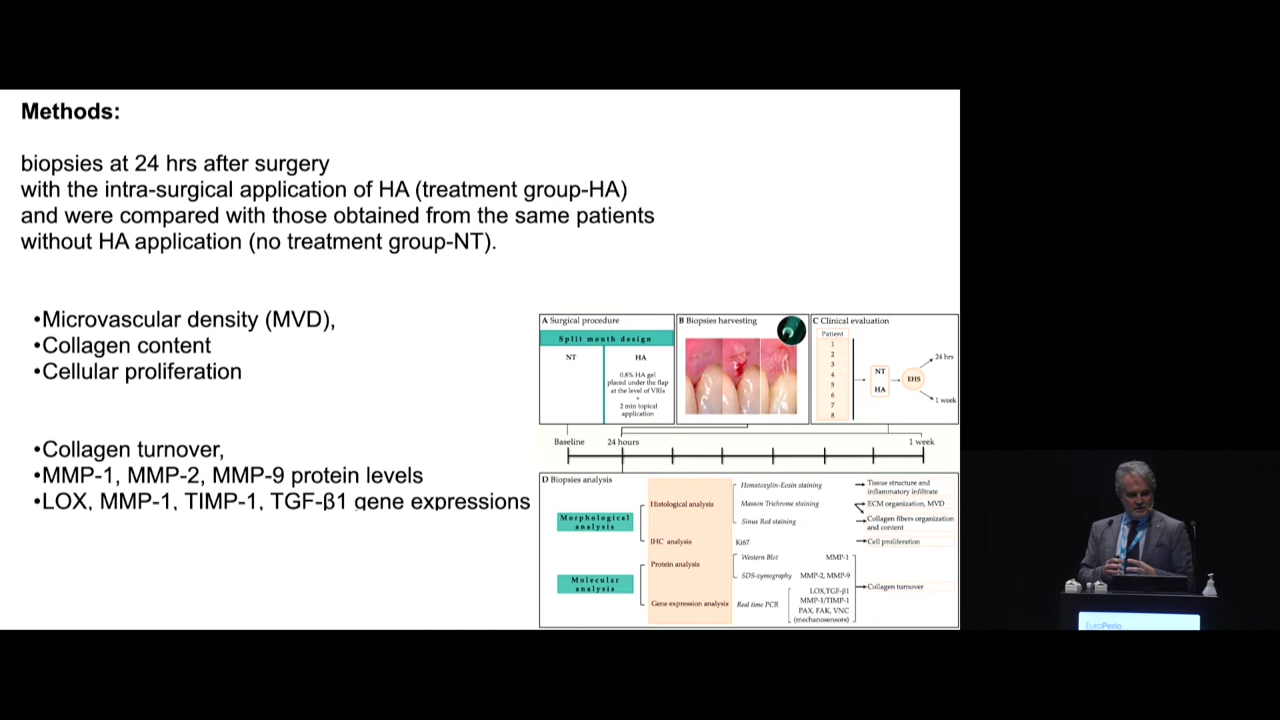 Methods:
biopsies at 24 hrs after surgery
with the intra-surgical application of HA (treatment group-HA)
and were compared with those obtained from the same patients
without HA application (no treatment group-NT).
•Microvascular density (MVD),
•Collagen content
•Cellular proliferation
•Collagen turnover,
•MMP-1, MMP-2, MMP-9 protein levels
•LOX, MMP-1, TIMP-1, TGF-β1 gene expressions
A Surgical procedure
Split mouth design
NT
HA
0.8% HA gel
placed under the flap
at the level of VRIs
+
2 min topical
application
B Biopsies harvesting
C Clinical evaluation
Patient
1
2
3
4
5
6
7
8
NT
HA
EHS
24 hrs
1 week
Baseline
24 hours
1 week
D Biopsies analysis
Morphological
analysis
Histological analysis
Hematoxylin-Eosin staining
Tissue structure and
inflammatory infiltrate
Masson Trichrome staining
ECM organization, MVD
Sirius Red staining
Collagen fibers organization
and content
IHC analysis
Ki67
Cell proliferation
Molecular
analysis
Protein analysis
Western Blot
MMP-1
SDS-zymography
MMP-2, MMP-9
Collagen turnover
Gene expression analysis
Real time PCR
LOX,TGF-β1
MMP-1/TIMP-1
PAX, FAK, VNC
(mechanosensors)
EuroPerio